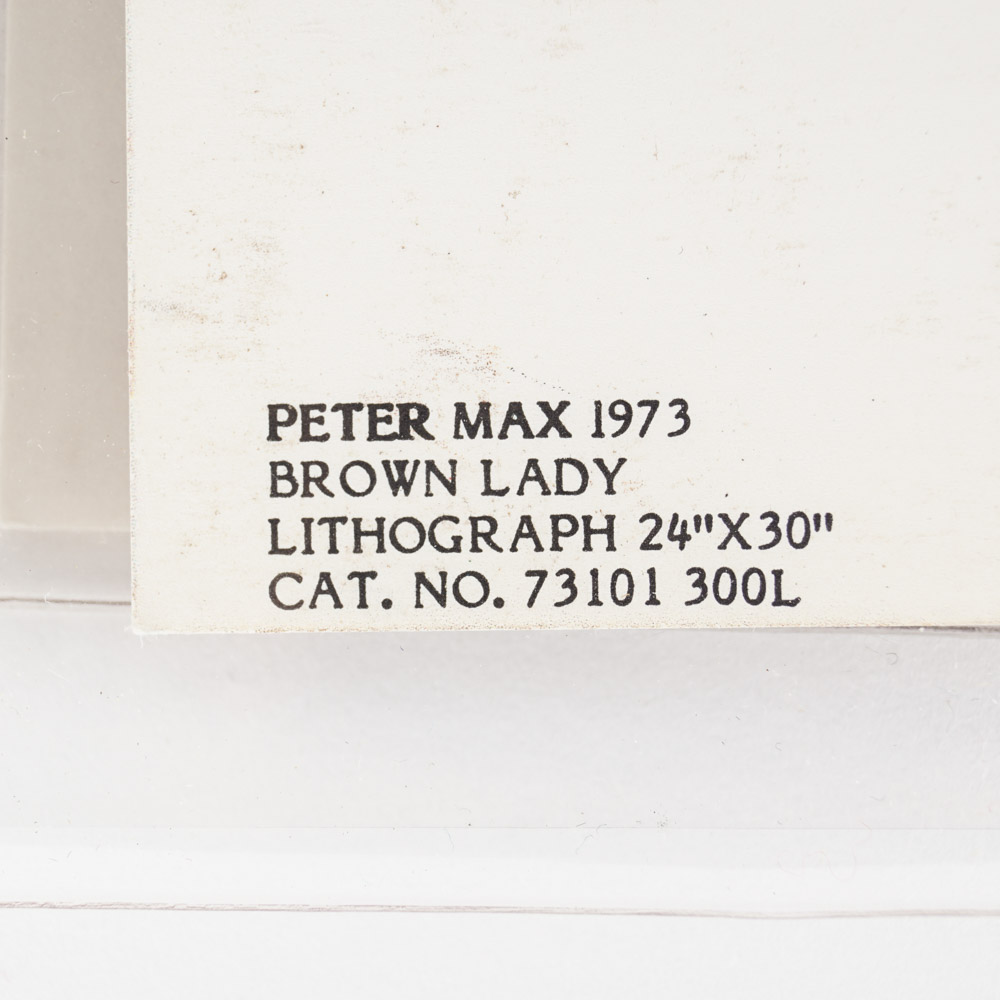 PETER MAX 1973
BROWN LADY
LITHOGRAPH 24"X30"
CAT. NO. 73101 300L